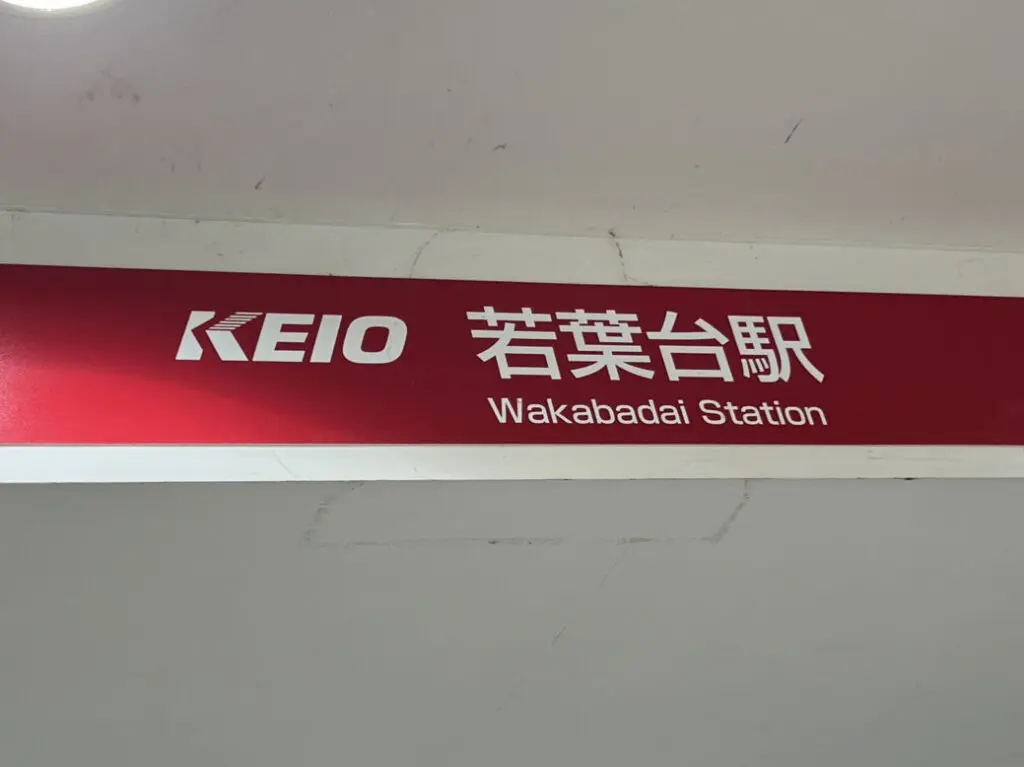 KEIO 若葉台駅
Wakabadai Station